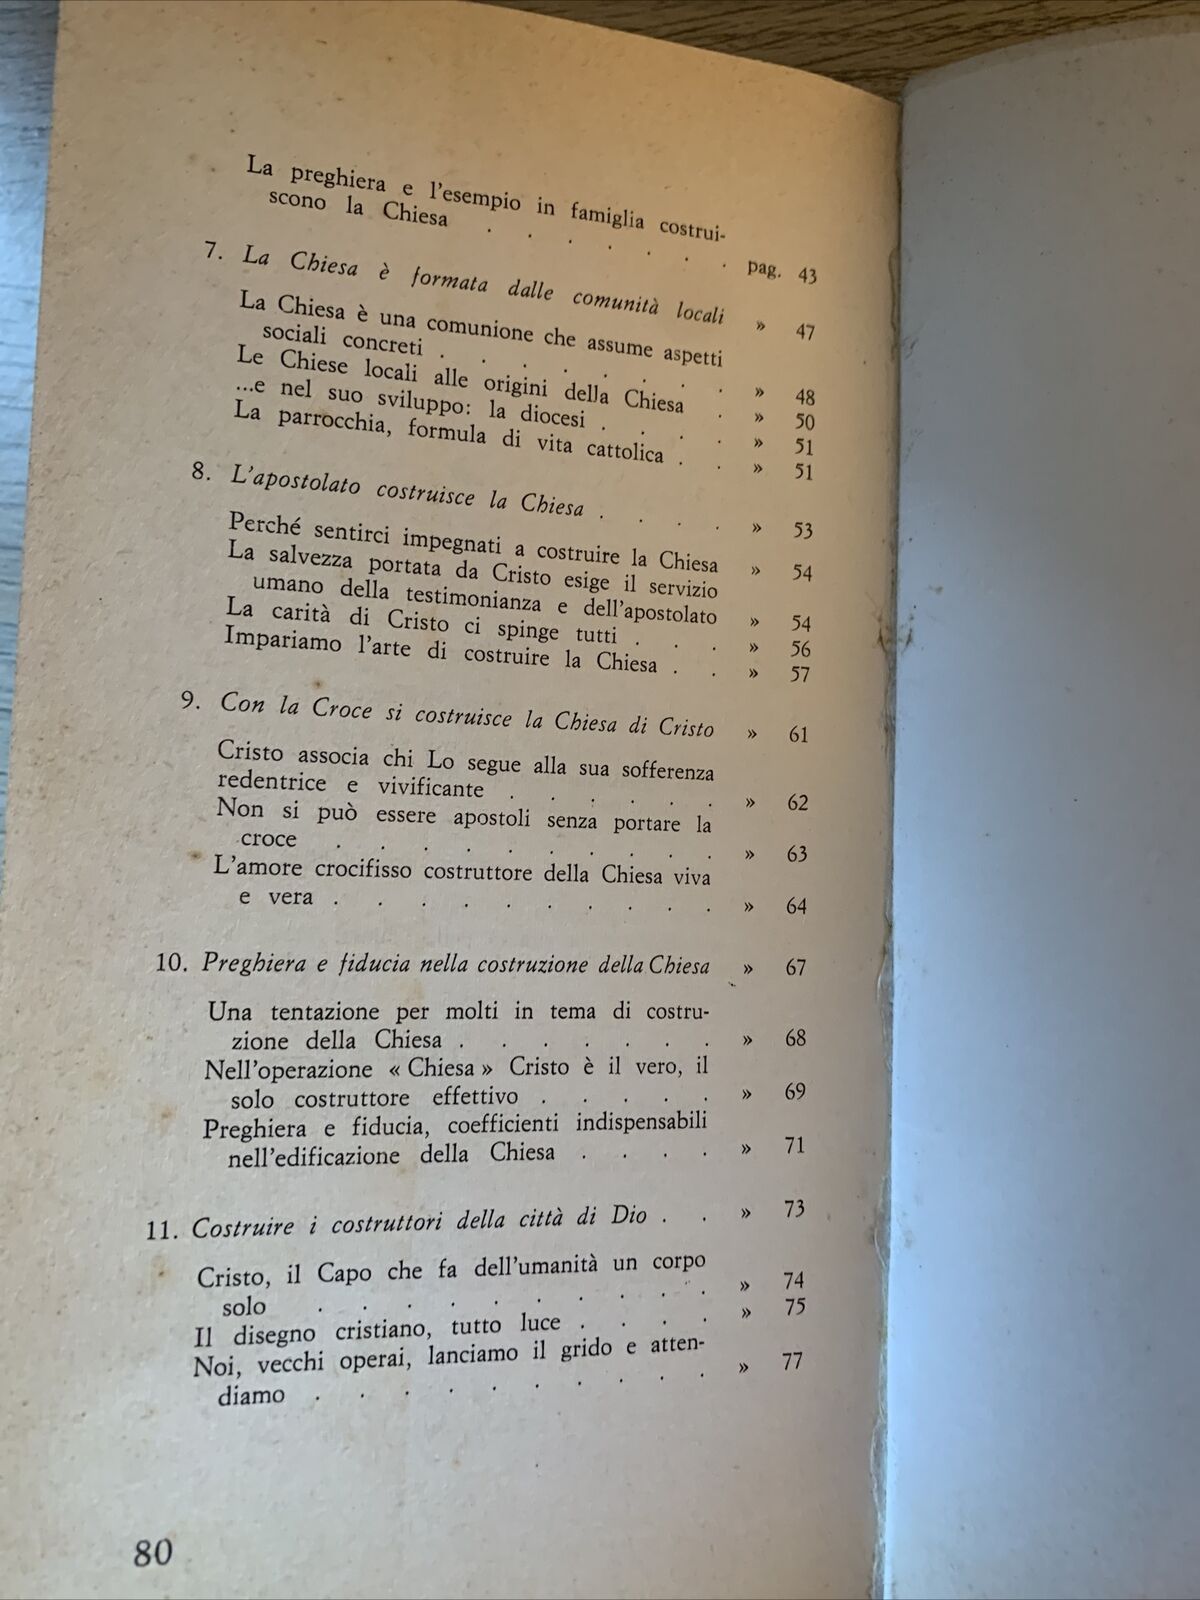 La preghiera e l'esempio in famiglia costrui-
scono la Chiesa . . . . . . . pag. 43
7. La Chiesa è formata dalle comunità locali » 47
La Chiesa è una comunione che assume aspetti
sociali concreti . . . . . . . . » 48
Le Chiese locali alle origini della Chiesa . » 50
...e nel suo sviluppo: la diocesi . . . . » 51
La parrocchia, formula di vita cattolica . . » 51
8. L'apostolato costruisce la Chiesa . . . . » 53
Perché sentirci impegnati a costruire la Chiesa » 54
La salvezza portata da Cristo esige il servizio
umano della testimonianza e dell'apostolato » 54
La carità di Cristo ci spinge tutti . . . » 56
Impariamo l'arte di costruire la Chiesa . . » 57
9. Con la Croce si costruisce la Chiesa di Cristo » 61
Cristo associa chi Lo segue alla sua sofferenza
redentrice e vivificante . . . . . . » 62
Non si può essere apostoli senza portare la
croce . . . . . . . . . » 63
L'amore crocifisso costruttore della Chiesa viva
e vera . . . . . . . . . . » 64
10. Preghiera e fiducia nella costruzione della Chiesa » 67
Una tentazione per molti in tema di costru-
zione della Chiesa . . . . . . . » 68
Nell'operazione « Chiesa » Cristo è il vero, il
solo costruttore effettivo . . . . . » 69
Preghiera e fiducia, coefficienti indispensabili
nell'edificazione della Chiesa . . . . » 71
11. Costruire i costruttori della città di Dio . . » 73
Cristo, il Capo che fa dell'umanità un corpo
solo . . . . . . . . . . » 74
Il disegno cristiano, tutto luce . . . . » 75
Noi, vecchi operai, lanciamo il grido e atten-
diamo . . . . . . . . . . » 77
80